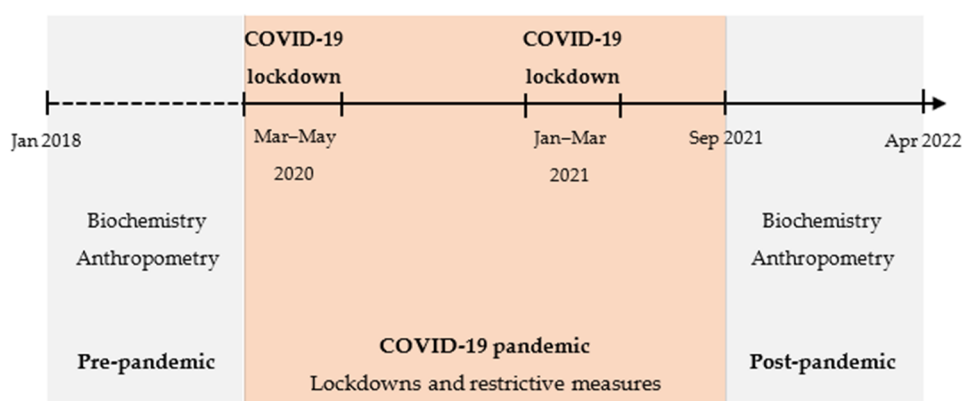 COVID-19
lockdown
COVID-19
lockdown
Jan 2018
Mar–May
2020
Jan–Mar
2021
Sep 2021
Apr 2022
Biochemistry
Anthropometry
Biochemistry
Anthropometry
Pre-pandemic
COVID-19 pandemic
Lockdowns and restrictive measures
Post-pandemic